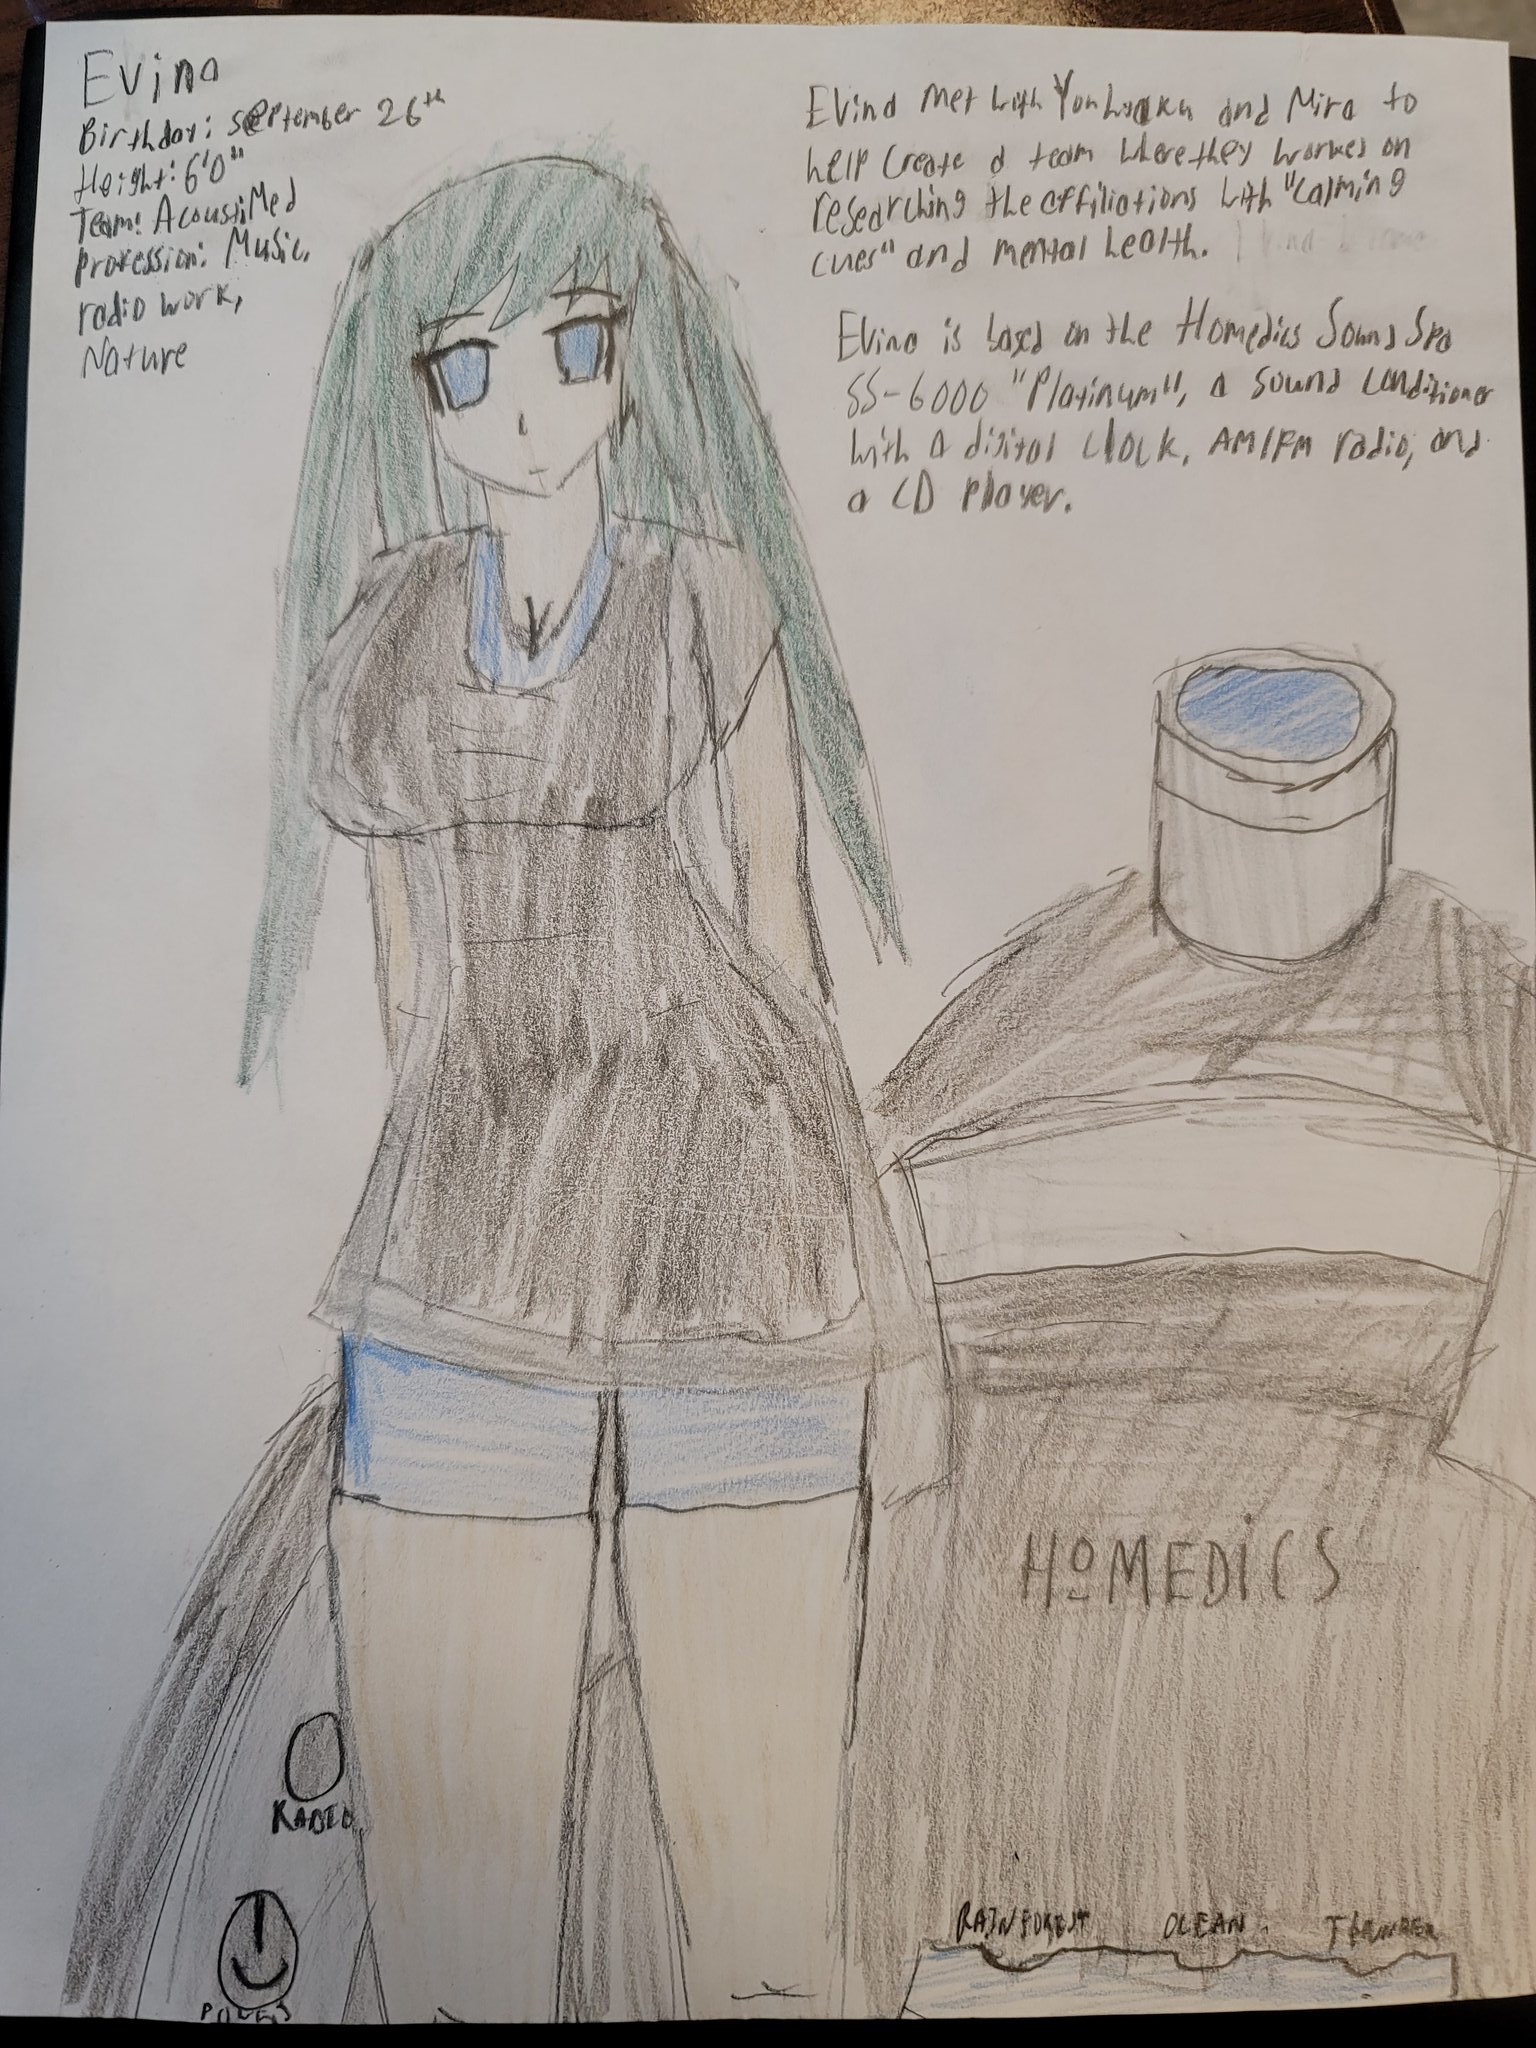 Evina
Birthday: September 26th
Height: 6'0"
Team: AcoustiMed
profession: Music,
radio work,
Nature
Evina met with and Mira to
help create a team where they worked on
researching the affiliations with "calming
cues" and mental health.
Evina is based on the Homedics Sound Spa
SS-6000 "Platinum", a sound conditioner
with a digital clock, AM/FM radio, and
a CD player.
HoMEDiCS
RADIO
POWER
RAINFOREST OCEAN THUNDER